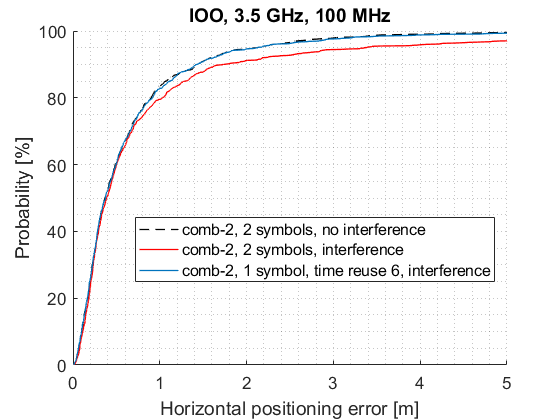 IOO, 3.5 GHz, 100 MHz
100
80
60
40
20
0
Probability [%]
comb-2, 2 symbols, no interference
comb-2, 2 symbols, interference
comb-2, 1 symbol, time reuse 6, interference
0 1 2 3 4 5
Horizontal positioning error [m]